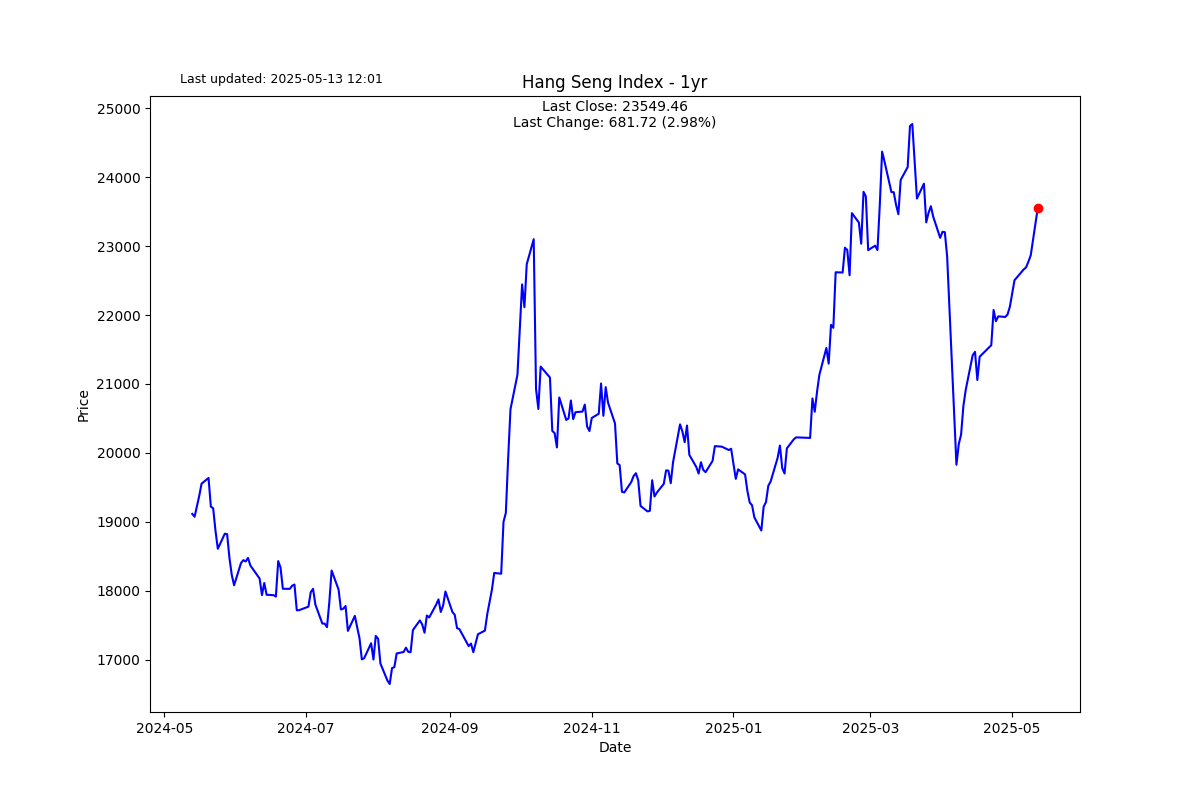 Last updated: 2025-05-13 12:01
Hang Seng Index - 1yr
Last Close: 23549.46
Last Change: 681.72 (2.98%)
25000
24000
23000
22000
21000
20000
19000
18000
17000
Price
2024-05
2024-07
2024-09
2024-11
2025-01
2025-03
2025-05
Date